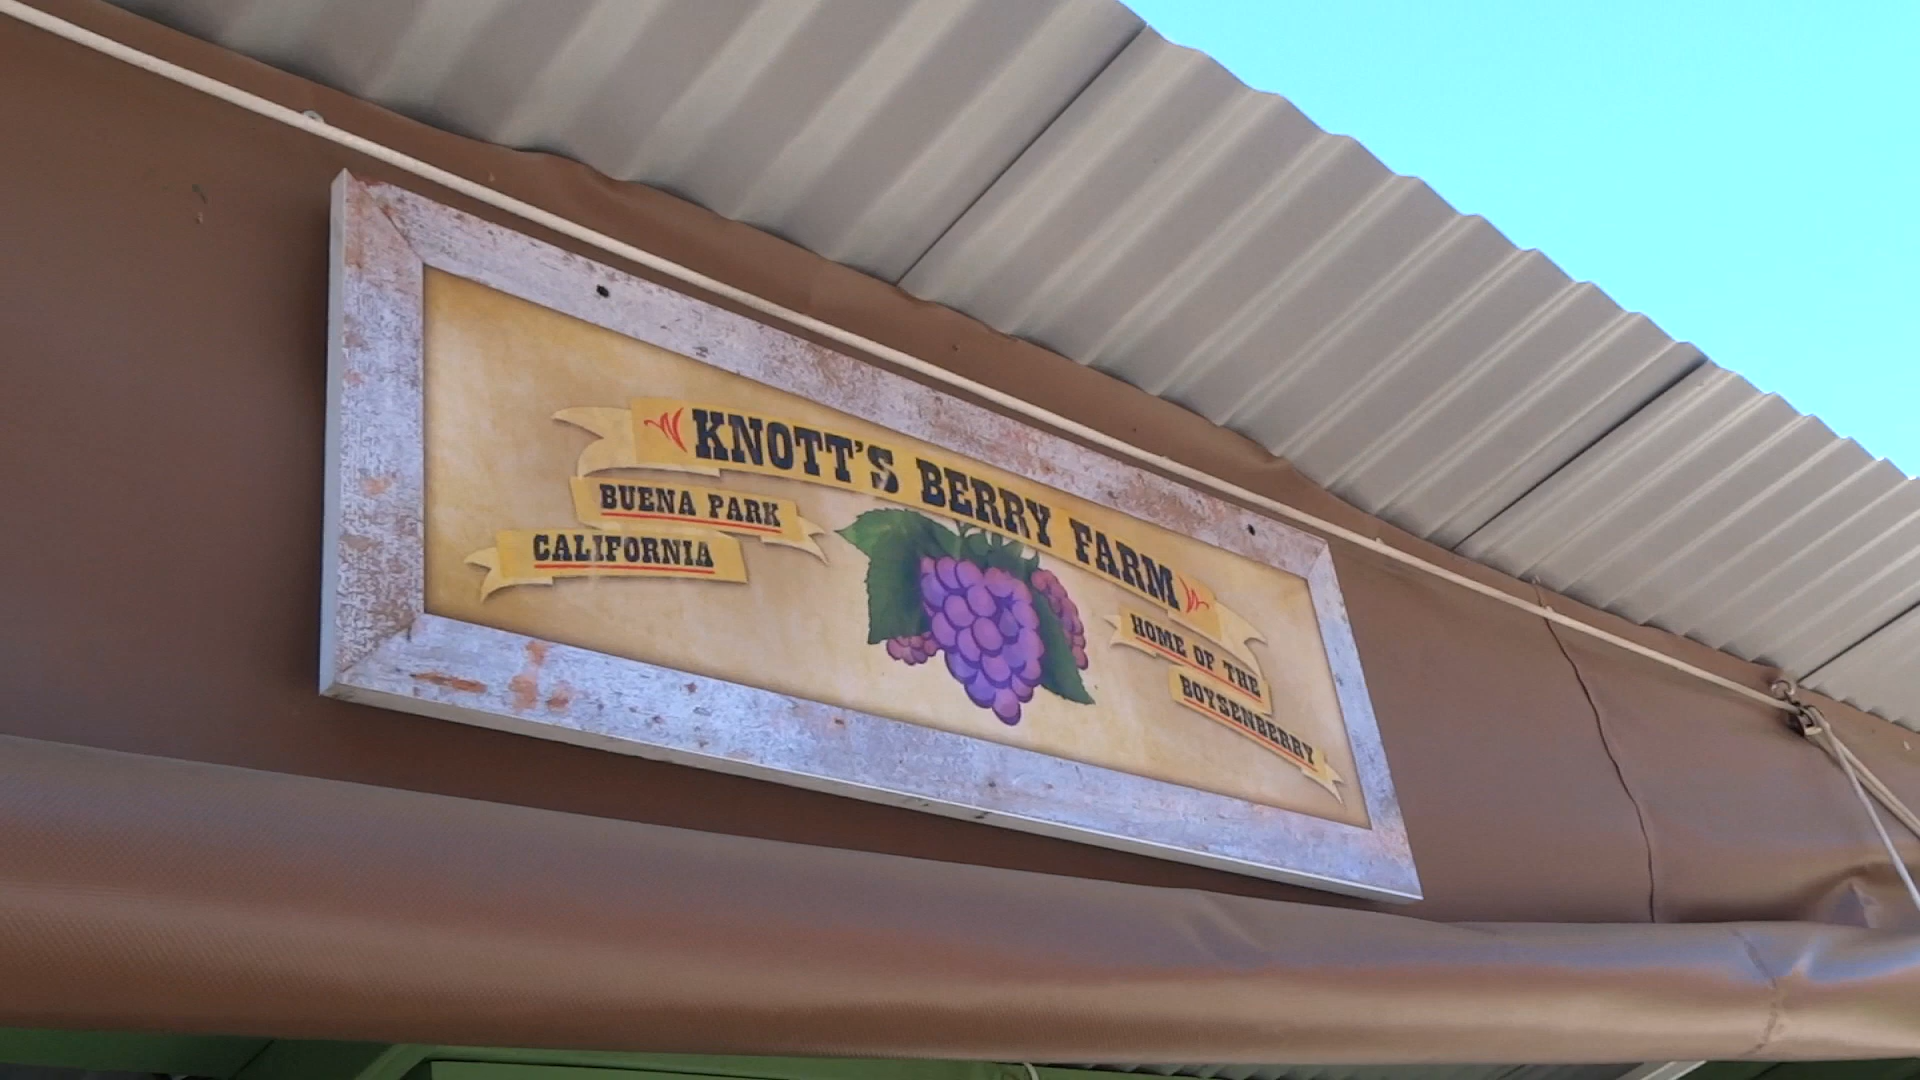 KNOTT'S BERRY FARM
BUENA PARK
CALIFORNIA
HOME OF THE
BOYSENBERRY